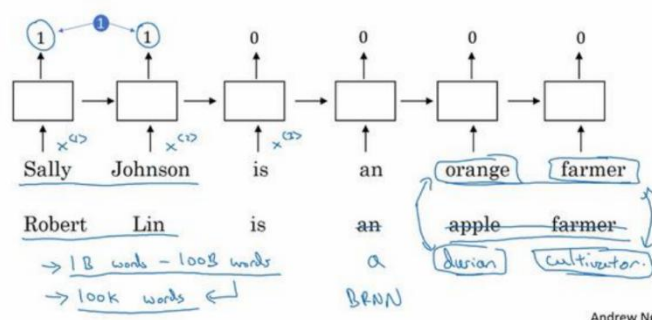 1 1 1 0 0 0 0
x<1> x<2> x<3>
Sally Johnson is an orange farmer
Robert Lin is an apple farmer
→ 1B words - 100B words a durian cultivator.
→ 100k words BRNN
Andrew Ng